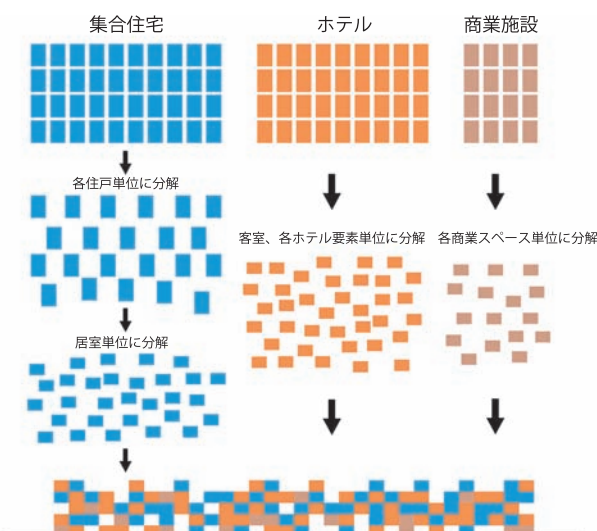 集合住宅
ホテル
商業施設
各住戸単位に分解
客室、各ホテル要素単位に分解
各商業スペース単位に分解
居室単位に分解